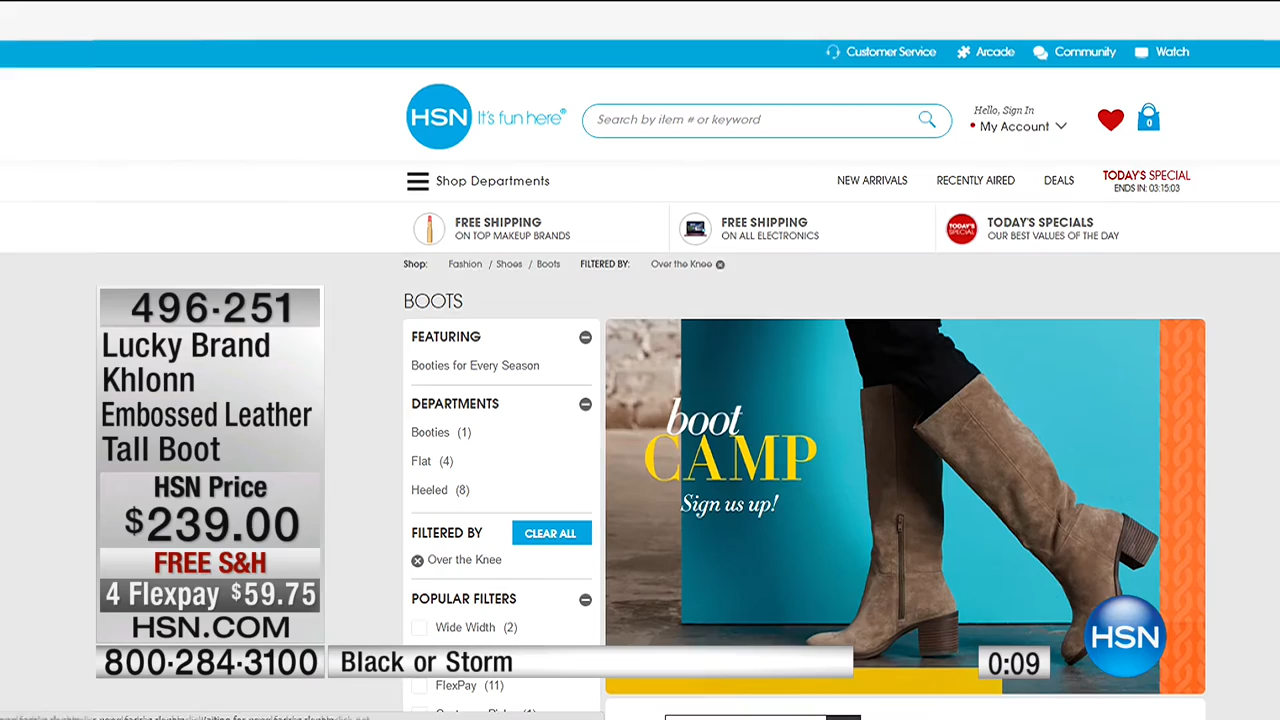 Customer Service
Arcade
Community
Watch
HSN
It's fun here®
Search by item # or keyword
Hello, Sign In
My Account
0
Shop Departments
NEW ARRIVALS
RECENTLY AIRED
DEALS
TODAY'S SPECIAL
ENDS IN: 03:15:03
FREE SHIPPING
ON TOP MAKEUP BRANDS
FREE SHIPPING
ON ALL ELECTRONICS
TODAY'S SPECIAL
TODAY'S SPECIALS
OUR BEST VALUES OF THE DAY
Shop: Fashion / Shoes / Boots FILTERED BY: Over the Knee
BOOTS
496-251
Lucky Brand
Khlonn
Embossed Leather
Tall Boot
HSN Price
$239.00
FREE S&H
4 Flexpay $59.75
HSN.COM
800-284-3100
FEATURING
Booties for Every Season
DEPARTMENTS
Booties (1)
Flat (4)
Heeled (8)
FILTERED BY
CLEAR ALL
Over the Knee
POPULAR FILTERS
Wide Width (2)
FlexPay (11)
boot
CAMP
Sign us up!
Black or Storm
0:09
HSN